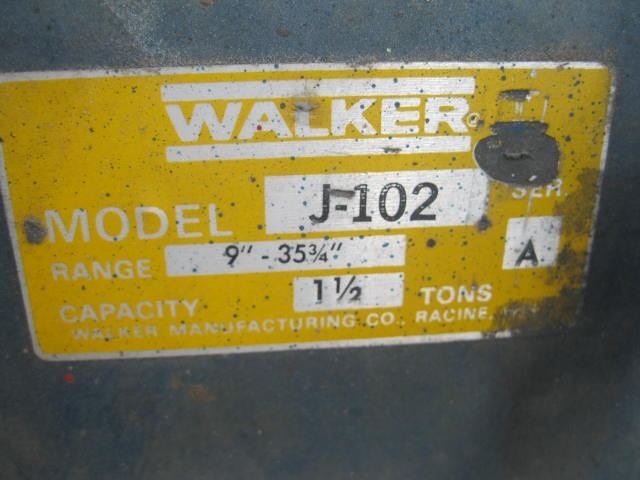 WALKER
MODEL J-102 SER.
RANGE 9" - 35¾" A
CAPACITY 1½ TONS
WALKER MANUFACTURING CO., RACINE,